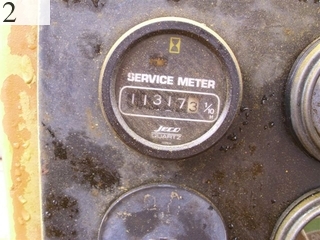 2
SERVICE METER
113173 1/10
H
Jeco
QUARTZ